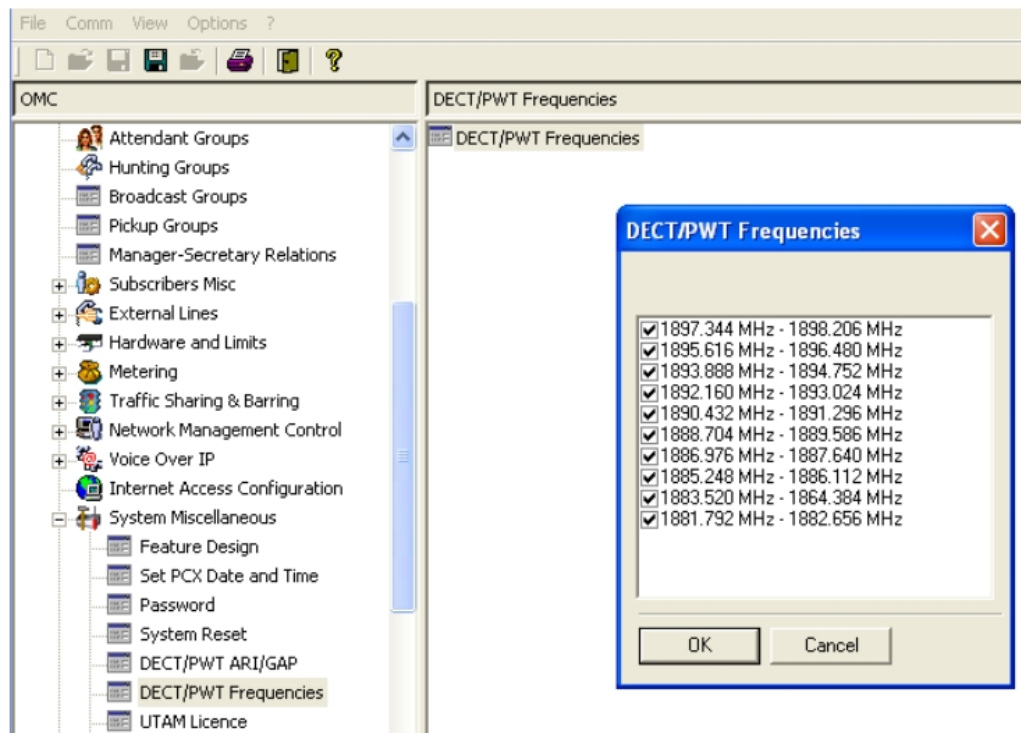 File Comm View Options ?
OMC
DECT/PWT Frequencies
Attendant Groups
Hunting Groups
Broadcast Groups
Pickup Groups
Manager-Secretary Relations
Subscribers Misc
External Lines
Hardware and Limits
Metering
Traffic Sharing & Barring
Network Management Control
Voice Over IP
Internet Access Configuration
System Miscellaneous
Feature Design
Set PCX Date and Time
Password
System Reset
DECT/PWT ARI/GAP
DECT/PWT Frequencies
UTAM Licence
DECT/PWT Frequencies
DECT/PWT Frequencies
1897.344 MHz - 1898.206 MHz
1895.616 MHz - 1896.480 MHz
1893.888 MHz - 1894.752 MHz
1892.160 MHz - 1893.024 MHz
1890.432 MHz - 1891.296 MHz
1888.704 MHz - 1889.586 MHz
1886.976 MHz - 1887.640 MHz
1885.248 MHz - 1886.112 MHz
1883.520 MHz - 1864.384 MHz
1881.792 MHz - 1882.656 MHz
OK Cancel